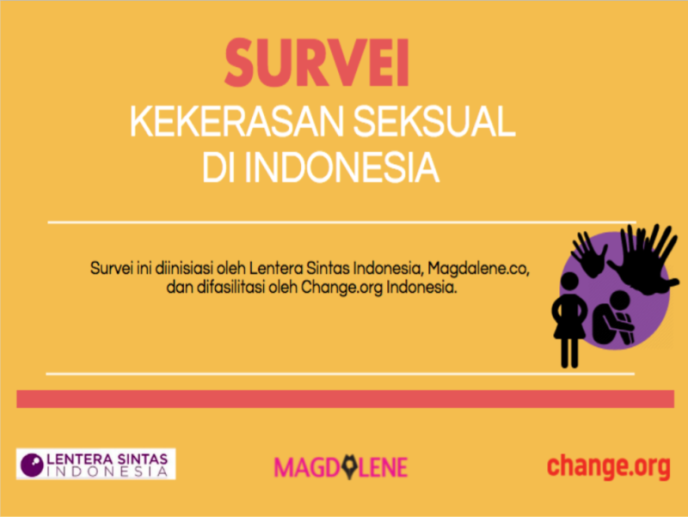 SURVEI
KEKERASAN SEKSUAL
DI INDONESIA
Survei ini diinisiasi oleh Lentera Sintas Indonesia, Magdalene.co,
dan difasilitasi oleh Change.org Indonesia.
LENTERA SINTAS
INDONESIA
MAGDALENE
change.org